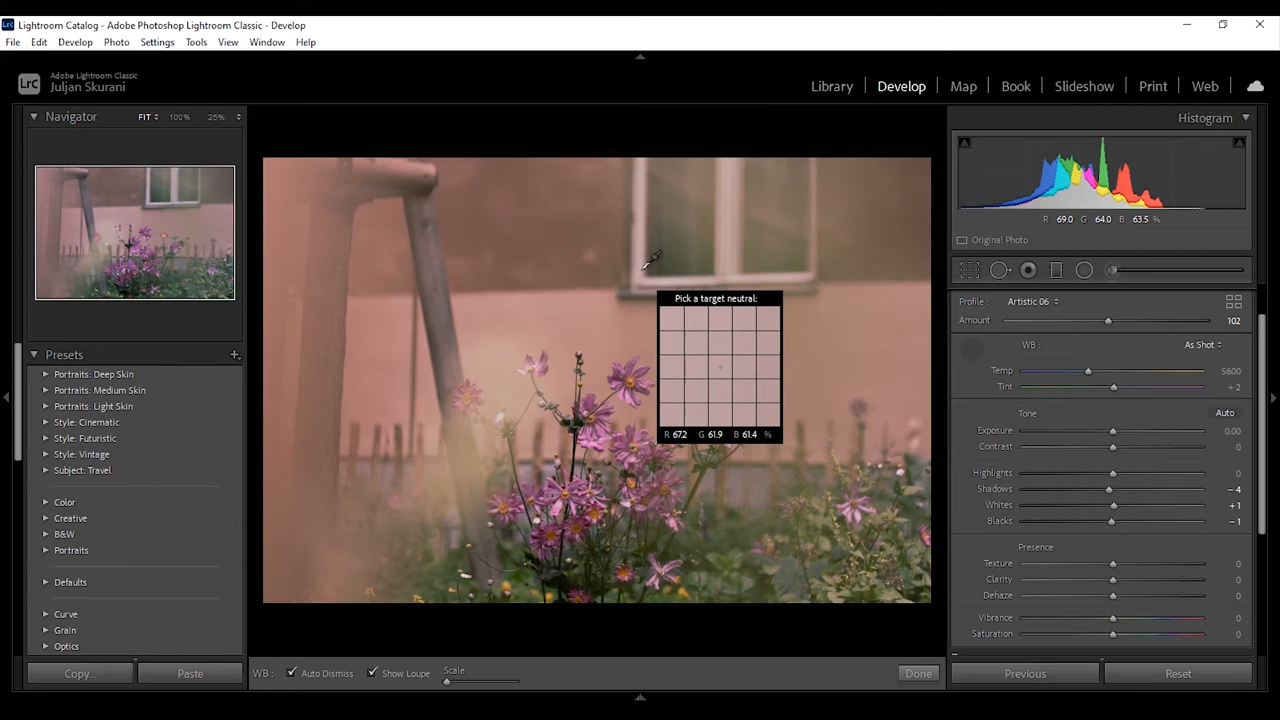 Lrc Lightroom Catalog - Adobe Photoshop Lightroom Classic - Develop
File Edit Develop Photo Settings Tools View Window Help
LrC Adobe Lightroom Classic
Juljan Skurani
Library Develop Map Book Slideshow Print Web
Navigator FIT 100% 25%
Presets
Portraits: Deep Skin
Portraits: Medium Skin
Portraits: Light Skin
Style: Cinematic
Style: Futuristic
Style: Vintage
Subject: Travel
Color
Creative
B&W
Portraits
Defaults
Curve
Grain
Optics
Copy... Paste
Pick a target neutral:
R 67.2 G 61.9 B 61.4 %
WB : Auto Dismiss Show Loupe Scale Done
Histogram
R 69.0 G 64.0 B 63.5 %
Original Photo
Profile : Artistic 06
Amount 102
WB : As Shot
Temp 5600
Tint + 2
Tone Auto
Exposure 0.00
Contrast 0
Highlights 0
Shadows – 4
Whites + 1
Blacks – 1
Presence
Texture 0
Clarity 0
Dehaze 0
Vibrance 0
Saturation 0
Previous Reset